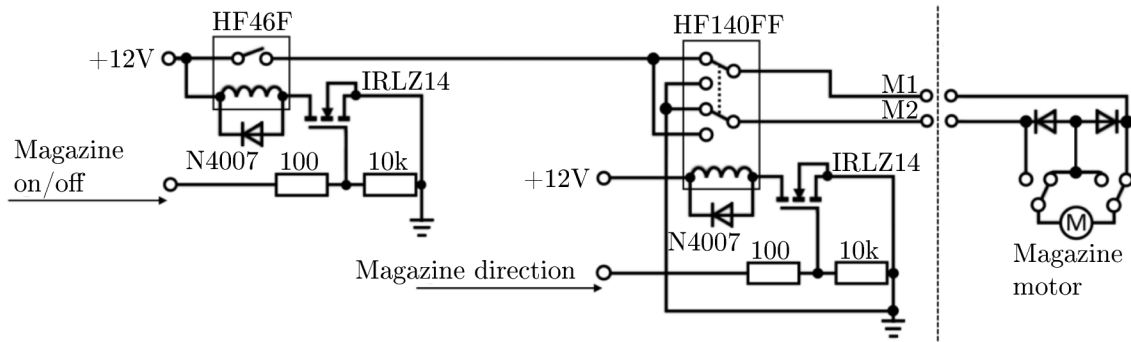 HF46F
HF140FF
+12V
IRLZ14
M1
M2
N4007
100
10k
Magazine
on/off
+12V
IRLZ14
N4007
100
10k
Magazine direction
M
Magazine
motor